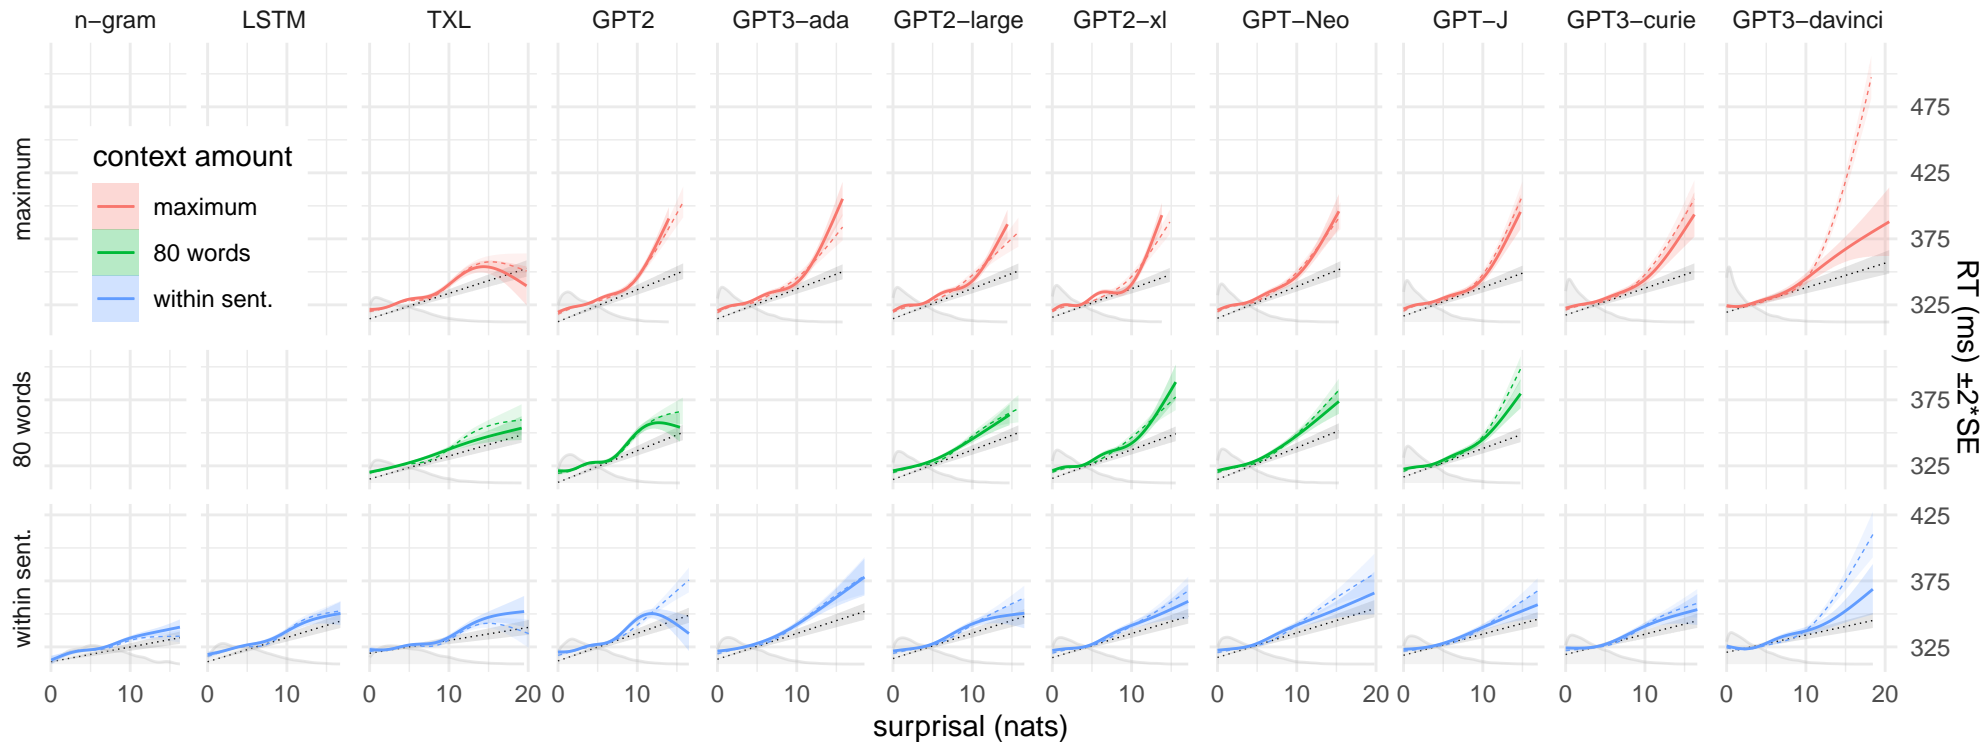 n−gram LSTM TXL GPT2 GPT3−ada GPT2−large GPT2−xl GPT−Neo GPT−J GPT3−curie GPT3−davinci
maximum
context amount
maximum
80 words
within sent.
475
425
375
325
80 words
375
325
within sent.
425
375
325
RT (ms) ±2*SE
0 10 0 10 0 10 20 0 10 0 10 0 10 0 10 0 10 20 0 10 0 10 0 10 20
surprisal (nats)